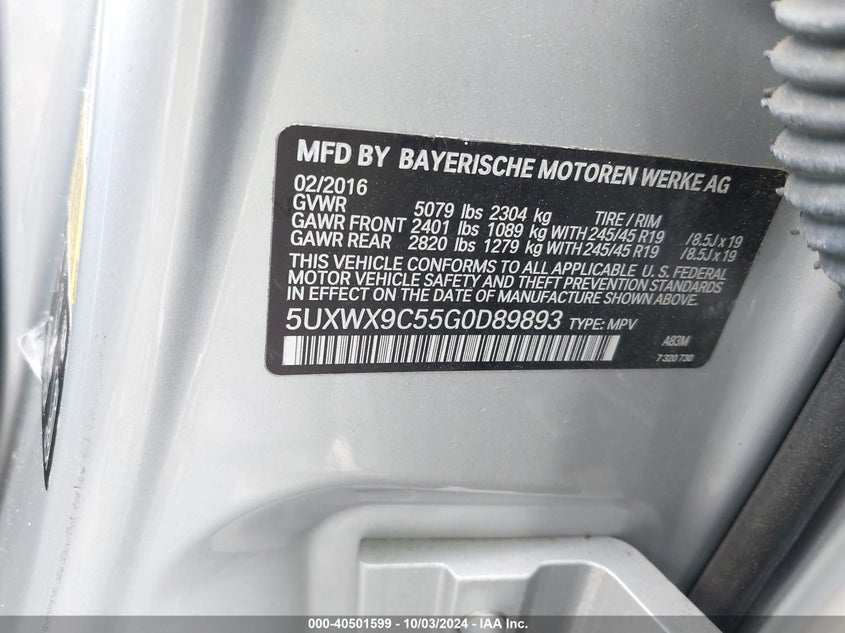 MFD BY BAYERISCHE MOTOREN WERKE AG
02/2016
GVWR 5079 lbs 2304 kg TIRE / RIM
GAWR FRONT 2401 lbs 1089 kg WITH 245/45 R19 / 8.5J x 19
GAWR REAR 2820 lbs 1279 kg WITH 245/45 R19 / 8.5J x 19
THIS VEHICLE CONFORMS TO ALL APPLICABLE U.S. FEDERAL
MOTOR VEHICLE SAFETY AND THEFT PREVENTION STANDARDS
IN EFFECT ON THE DATE OF MANUFACTURE SHOWN ABOVE.
5UXWX9C55G0D89893 TYPE: MPV
A83M
7 320 730
000-40501599 - 10/03/2024 - IAA Inc.